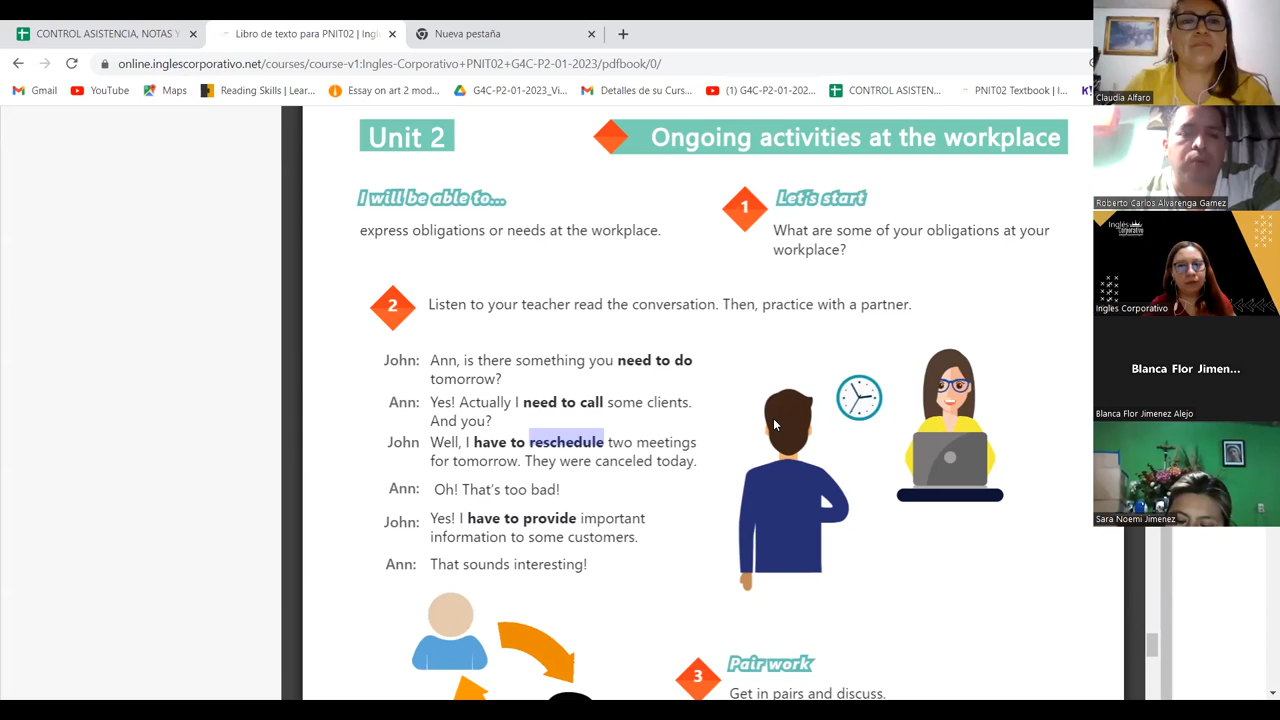 CONTROL ASISTENCIA, NOTAS Y
Libro de texto para PNIT02 | Ingl
Nueva pestaña
online.inglescorporativo.net/courses/course-v1:Ingles-Corporativo+PNIT02+G4C-P2-01-2023/pdfbook/0/
Gmail
YouTube
Maps
Reading Skills | Lear...
Essay on art 2 mod...
G4C-P2-01-2023_Vi...
Detalles de su Curs...
(1) G4C-P2-01-202...
CONTROL ASISTEN...
PNIT02 Textbook | I...
Unit 2
Ongoing activities at the workplace
I will be able to...
express obligations or needs at the workplace.
1
Let's start
What are some of your obligations at your
workplace?
2
Listen to your teacher read the conversation. Then, practice with a partner.
John: Ann, is there something you need to do
tomorrow?
Ann: Yes! Actually I need to call some clients.
And you?
John Well, I have to reschedule two meetings
for tomorrow. They were canceled today.
Ann: Oh! That's too bad!
John: Yes! I have to provide important
information to some customers.
Ann: That sounds interesting!
3
Pair work
Get in pairs and discuss.
Claudia Alfaro
Roberto Carlos Alvarenga Gamez
Inglés
Corporativo
Ingles Corporativo
Blanca Flor Jimen...
Blanca Flor Jimenez Alejo
Sara Noemi Jimenez